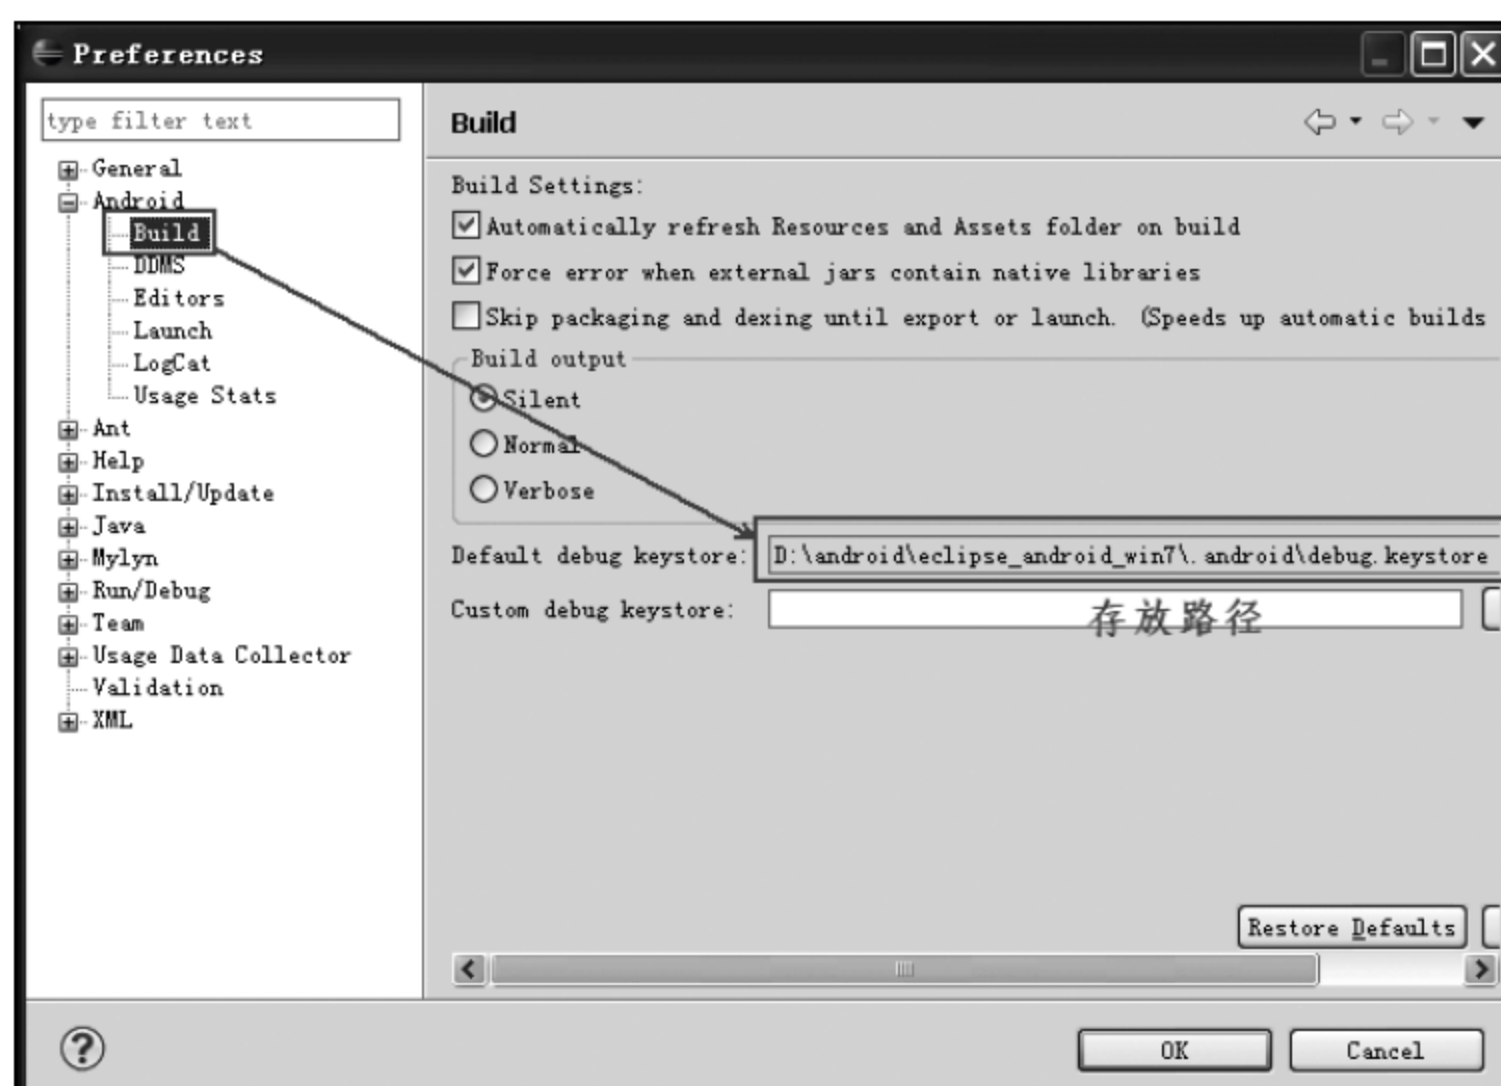 Preferences
type filter text
General
Android
Build
DDMS
Editors
Launch
LogCat
Usage Stats
Ant
Help
Install/Update
Java
Mylyn
Run/Debug
Team
Usage Data Collector
Validation
XML
Build
Build Settings:
Automatically refresh Resources and Assets folder on build
Force error when external jars contain native libraries
Skip packaging and dexing until export or launch. (Speeds up automatic builds
Build output
Silent
Normal
Verbose
Default debug keystore: D:\android\eclipse_android_win7\.android\debug.keystore
Custom debug keystore:
存放路径
Restore Defaults
OK Cancel